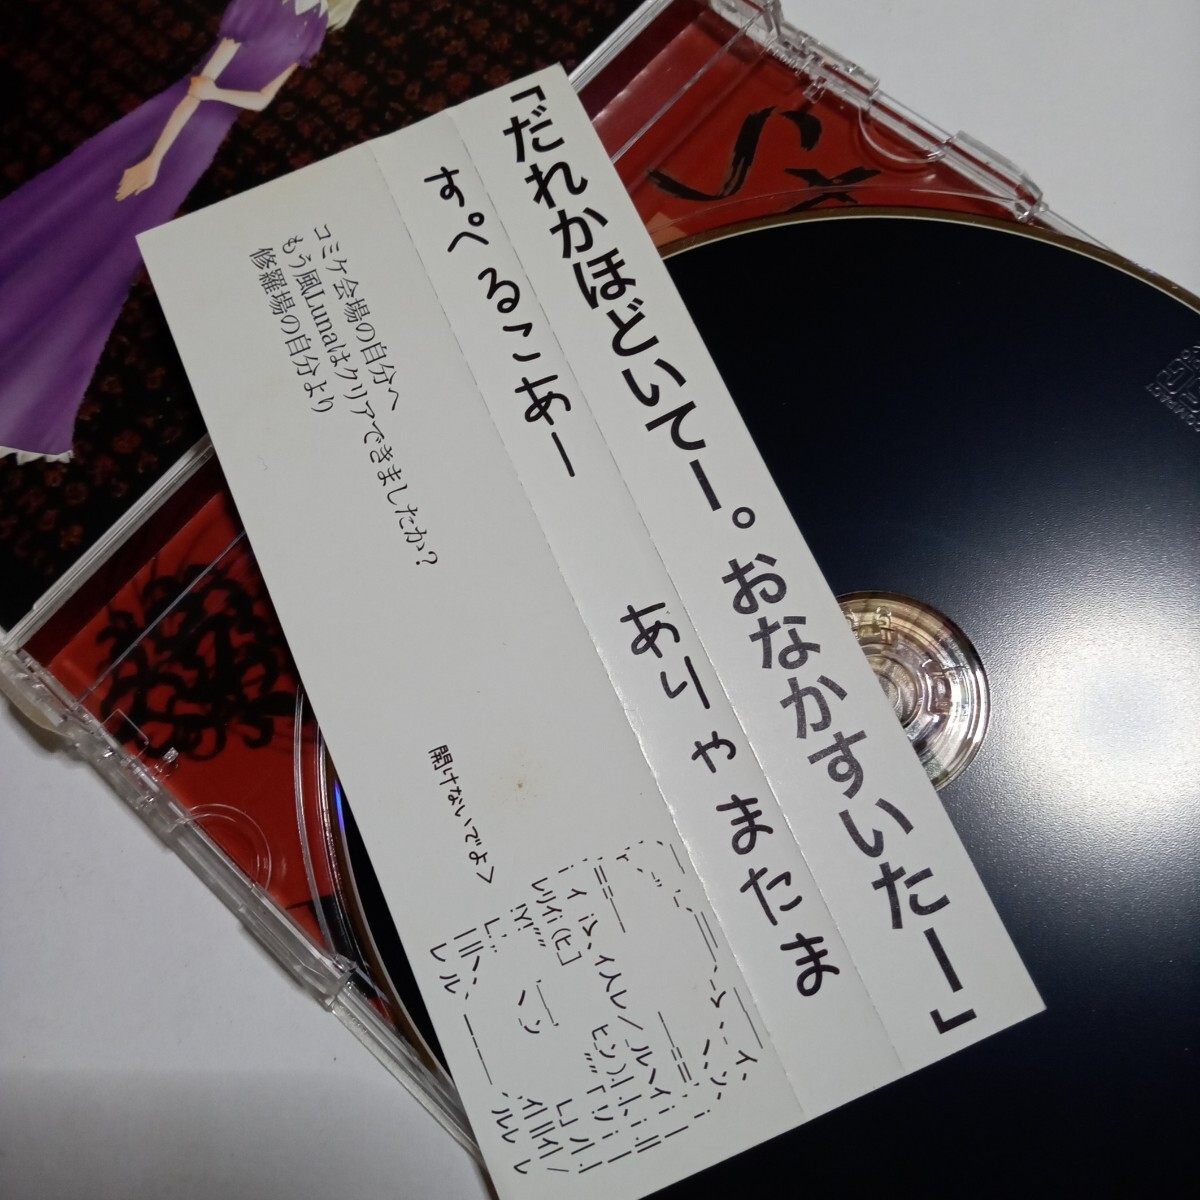 「だれかほどいてー。おなかすいたー」
すぺるこあー
ありやまたま
コミケ会場の自分へ
もう風Lunaはクリアできましたか?
修羅場の自分より
開けないでよ>